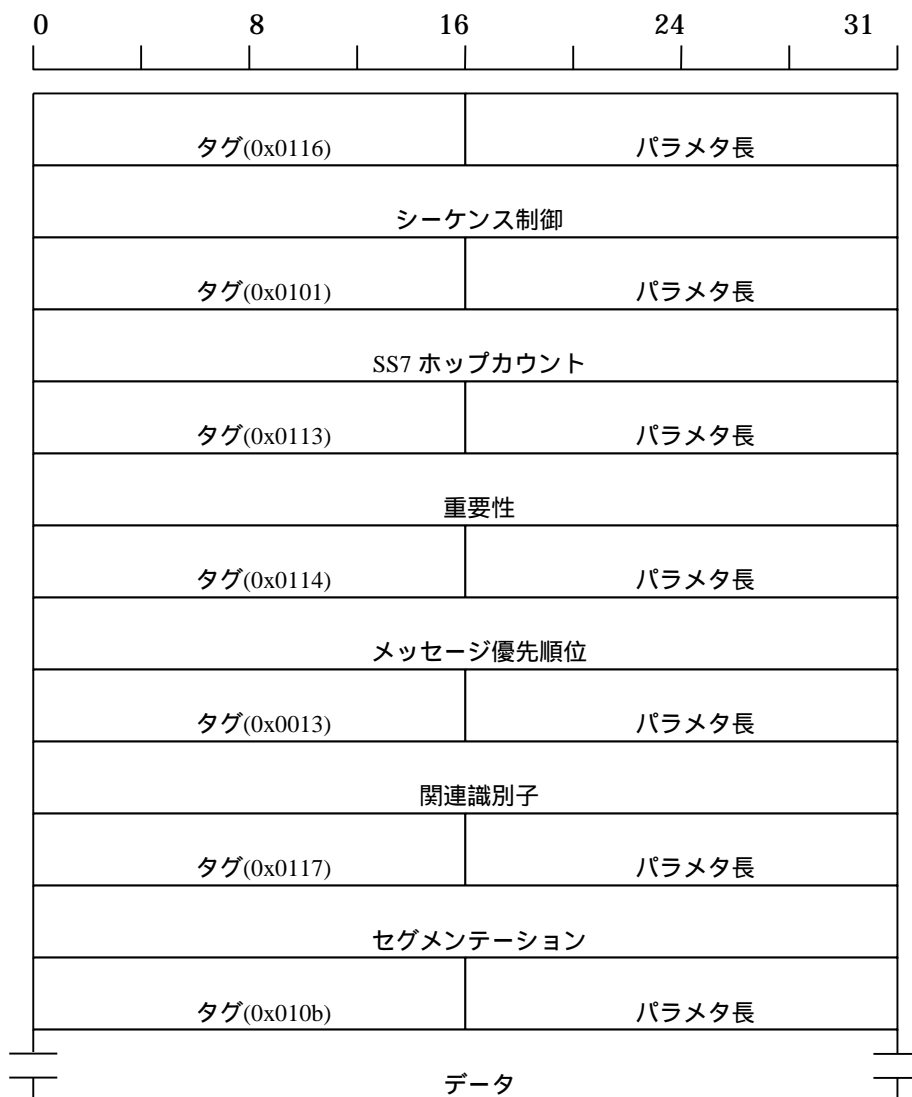 0 8 16 24 31
タグ(0x0116) パラメタ長
シーケンス制御
タグ(0x0101) パラメタ長
SS7 ホップカウント
タグ(0x0113) パラメタ長
重要性
タグ(0x0114) パラメタ長
メッセージ優先順位
タグ(0x0013) パラメタ長
関連識別子
タグ(0x0117) パラメタ長
セグメンテーション
タグ(0x010b) パラメタ長
データ